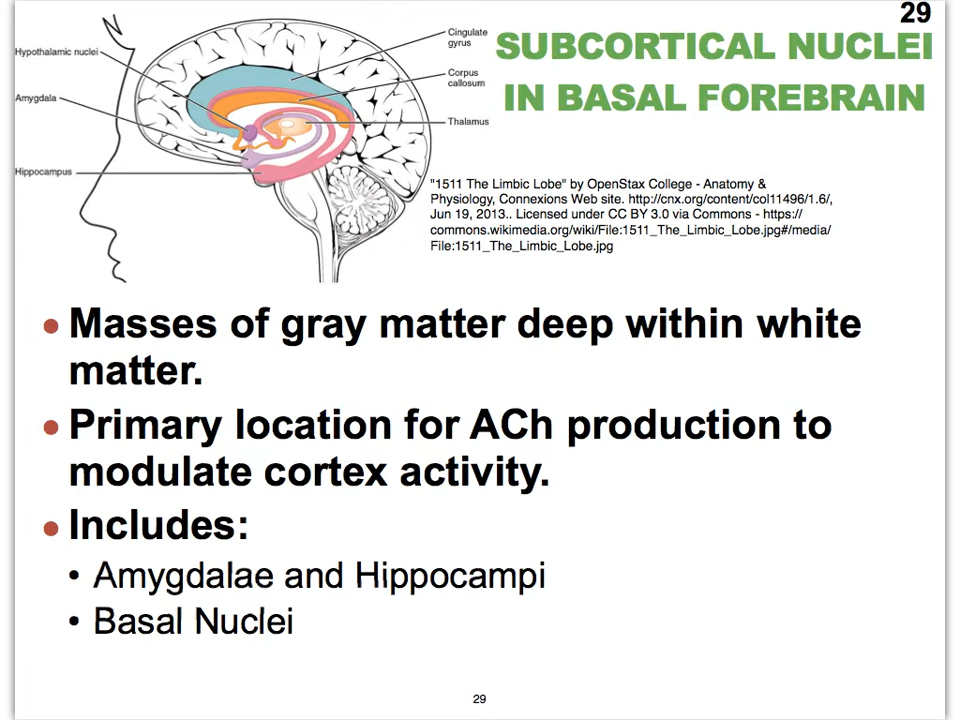 29
SUBCORTICAL NUCLEI
IN BASAL FOREBRAIN
Hypothalamic nuclei
Amygdala
Hippocampus
Cingulate
gyrus
Corpus
callosum
Thalamus
"1511 The Limbic Lobe" by OpenStax College - Anatomy &
Physiology, Connexions Web site. http://cnx.org/content/col11496/1.6/,
Jun 19, 2013.. Licensed under CC BY 3.0 via Commons - https://
commons.wikimedia.org/wiki/File:1511_The_Limbic_Lobe.jpg#/media/
File:1511_The_Limbic_Lobe.jpg
• Masses of gray matter deep within white
matter.
• Primary location for ACh production to
modulate cortex activity.
• Includes:
• Amygdalae and Hippocampi
• Basal Nuclei
29